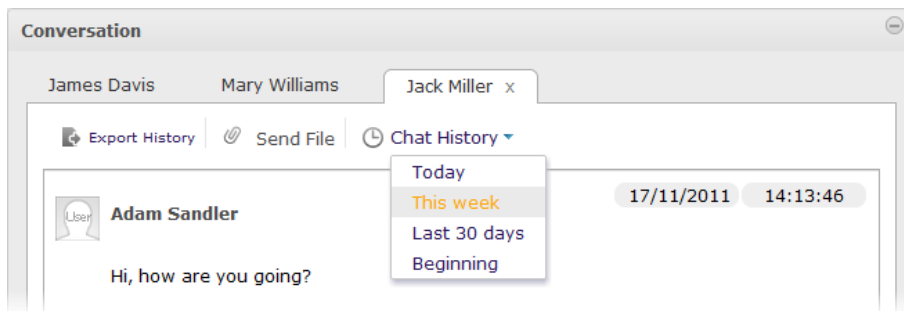 Conversation
James Davis Mary Williams Jack Miller x
Export History Send File Chat History
Today
This week
Last 30 days
Beginning
User Adam Sandler 17/11/2011 14:13:46
Hi, how are you going?